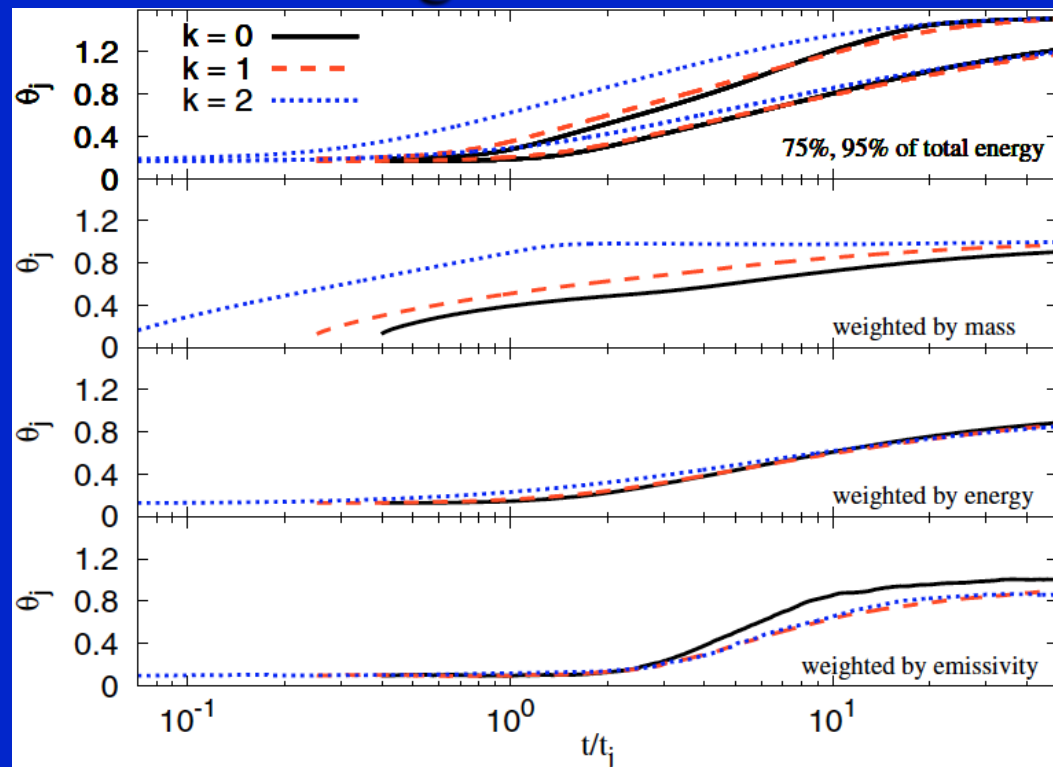 k = 0
k = 1
k = 2
θj
1.2
0.8
0.4
0
75%, 95% of total energy
θj
1.2
0.8
0.4
0
weighted by mass
θj
1.2
0.8
0.4
0
weighted by energy
θj
1.2
0.8
0.4
0
weighted by emissivity
10⁻¹ 10⁰ 10¹
t/tj